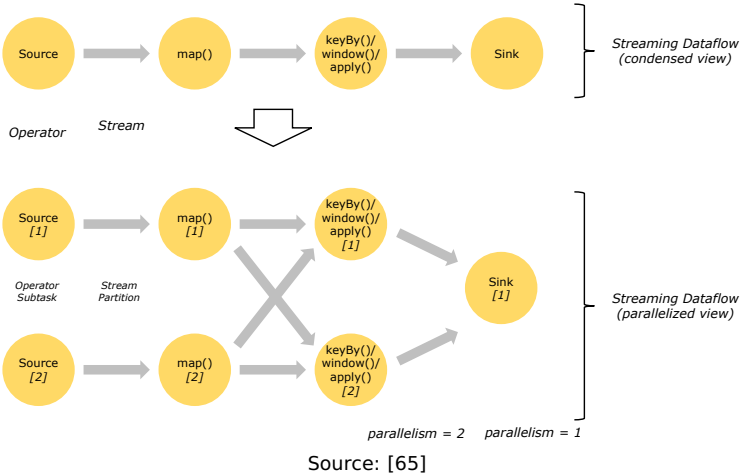 Source
map()
keyBy()/
window()/
apply()
Sink
Streaming Dataflow
(condensed view)
Operator
Stream
Source
[1]
map()
[1]
keyBy()/
window()/
apply()
[1]
Operator
Subtask
Stream
Partition
Sink
[1]
Streaming Dataflow
(parallelized view)
Source
[2]
map()
[2]
keyBy()/
window()/
apply()
[2]
parallelism = 2
parallelism = 1
Source: [65]